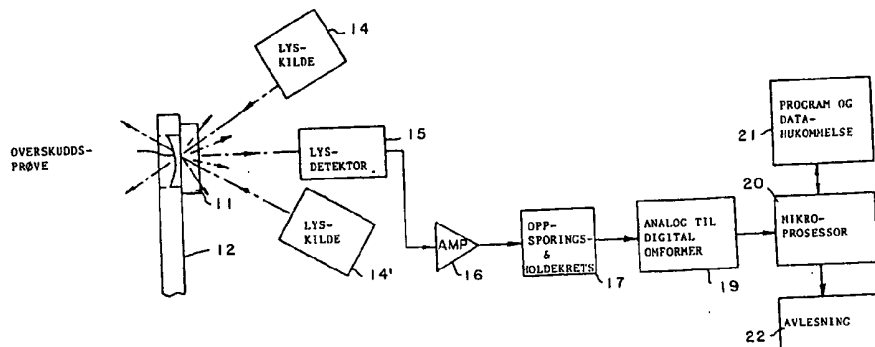 LYS-
KILDE
14
OVERSKUDDS-
PRØVE
11
12
LYS-
DETEKTOR
15
LYS-
KILDE
14'
AMP
16
OPP-
SPORINGS-
&
HOLDEKRETS
17
ANALOG TIL
DIGITAL
OMFORMER
19
PROGRAM OG
DATA-
HUKOMMELSE
21
20
MIKRO-
PROSESSOR
AVLESNING
22